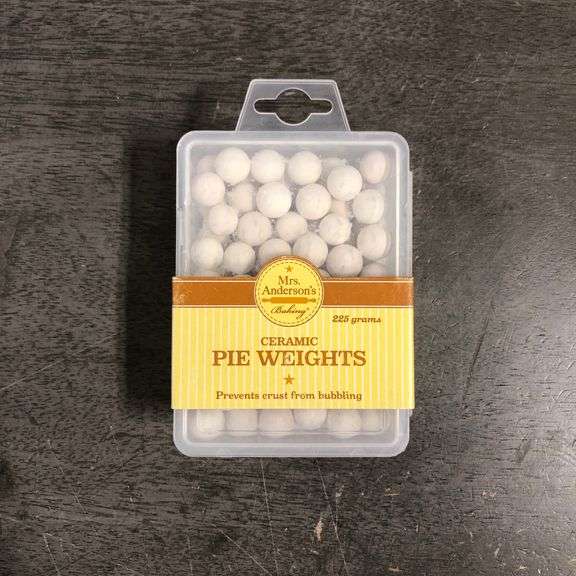 Mrs.
Anderson's
Baking®
225 grams
CERAMIC
PIE WEIGHTS
Prevents crust from bubbling